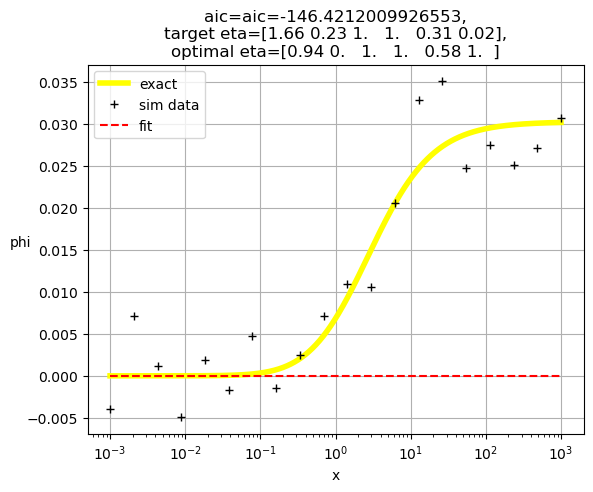 aic=aic=-146.4212009926553,
target eta=[1.66 0.23 1.   1.   1.   0.31 0.02],
optimal eta=[0.94 0.   1.   1.   0.58 1.  ]
exact
sim data
fit
0.035
0.030
0.025
0.020
0.015
0.010
0.005
0.000
−0.005
phi
10⁻³
10⁻²
10⁻¹
10⁰
10¹
10²
10³
x